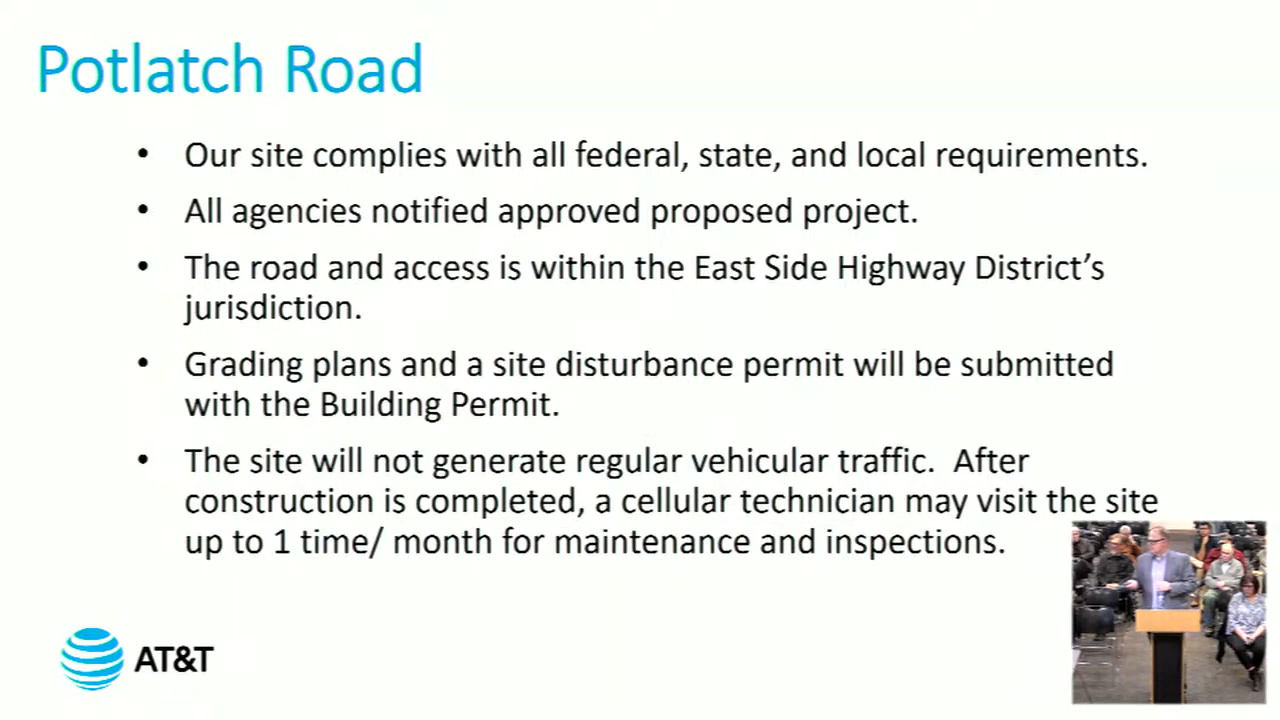 Potlatch Road
• Our site complies with all federal, state, and local requirements.
• All agencies notified approved proposed project.
• The road and access is within the East Side Highway District’s
jurisdiction.
• Grading plans and a site disturbance permit will be submitted
with the Building Permit.
• The site will not generate regular vehicular traffic.  After
construction is completed, a cellular technician may visit the site
up to 1 time/ month for maintenance and inspections.
AT&T